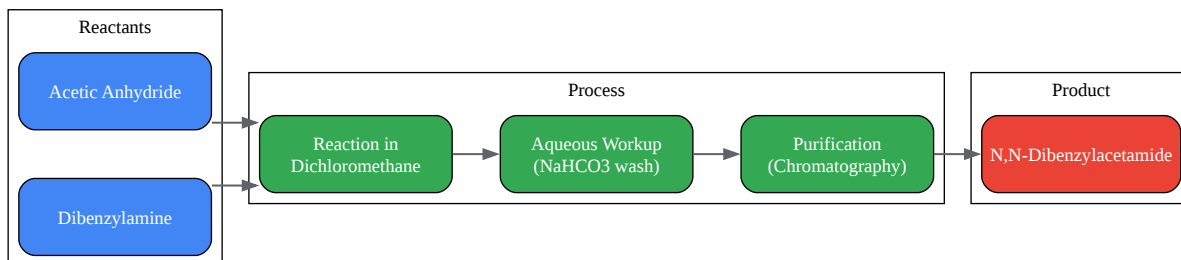 Reactants
Acetic Anhydride
Dibenzylamine
Process
Reaction in
Dichloromethane
Aqueous Workup
(NaHCO3 wash)
Purification
(Chromatography)
Product
N,N-Dibenzylacetamide